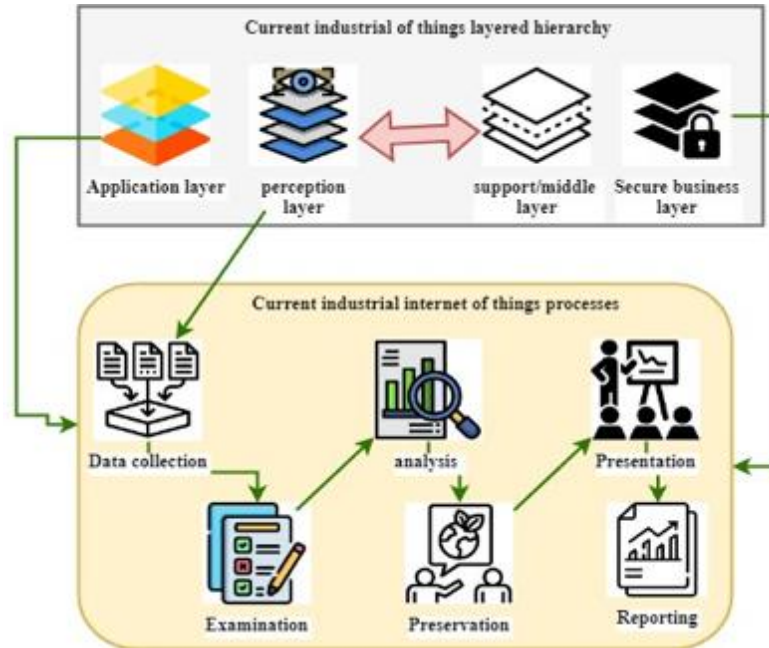 Current industrial of things layered hierarchy
Application layer
perception
layer
support/middle
layer
Secure business
layer
Current industrial internet of things processes
Data collection
analysis
Presentation
Examination
Preservation
Reporting